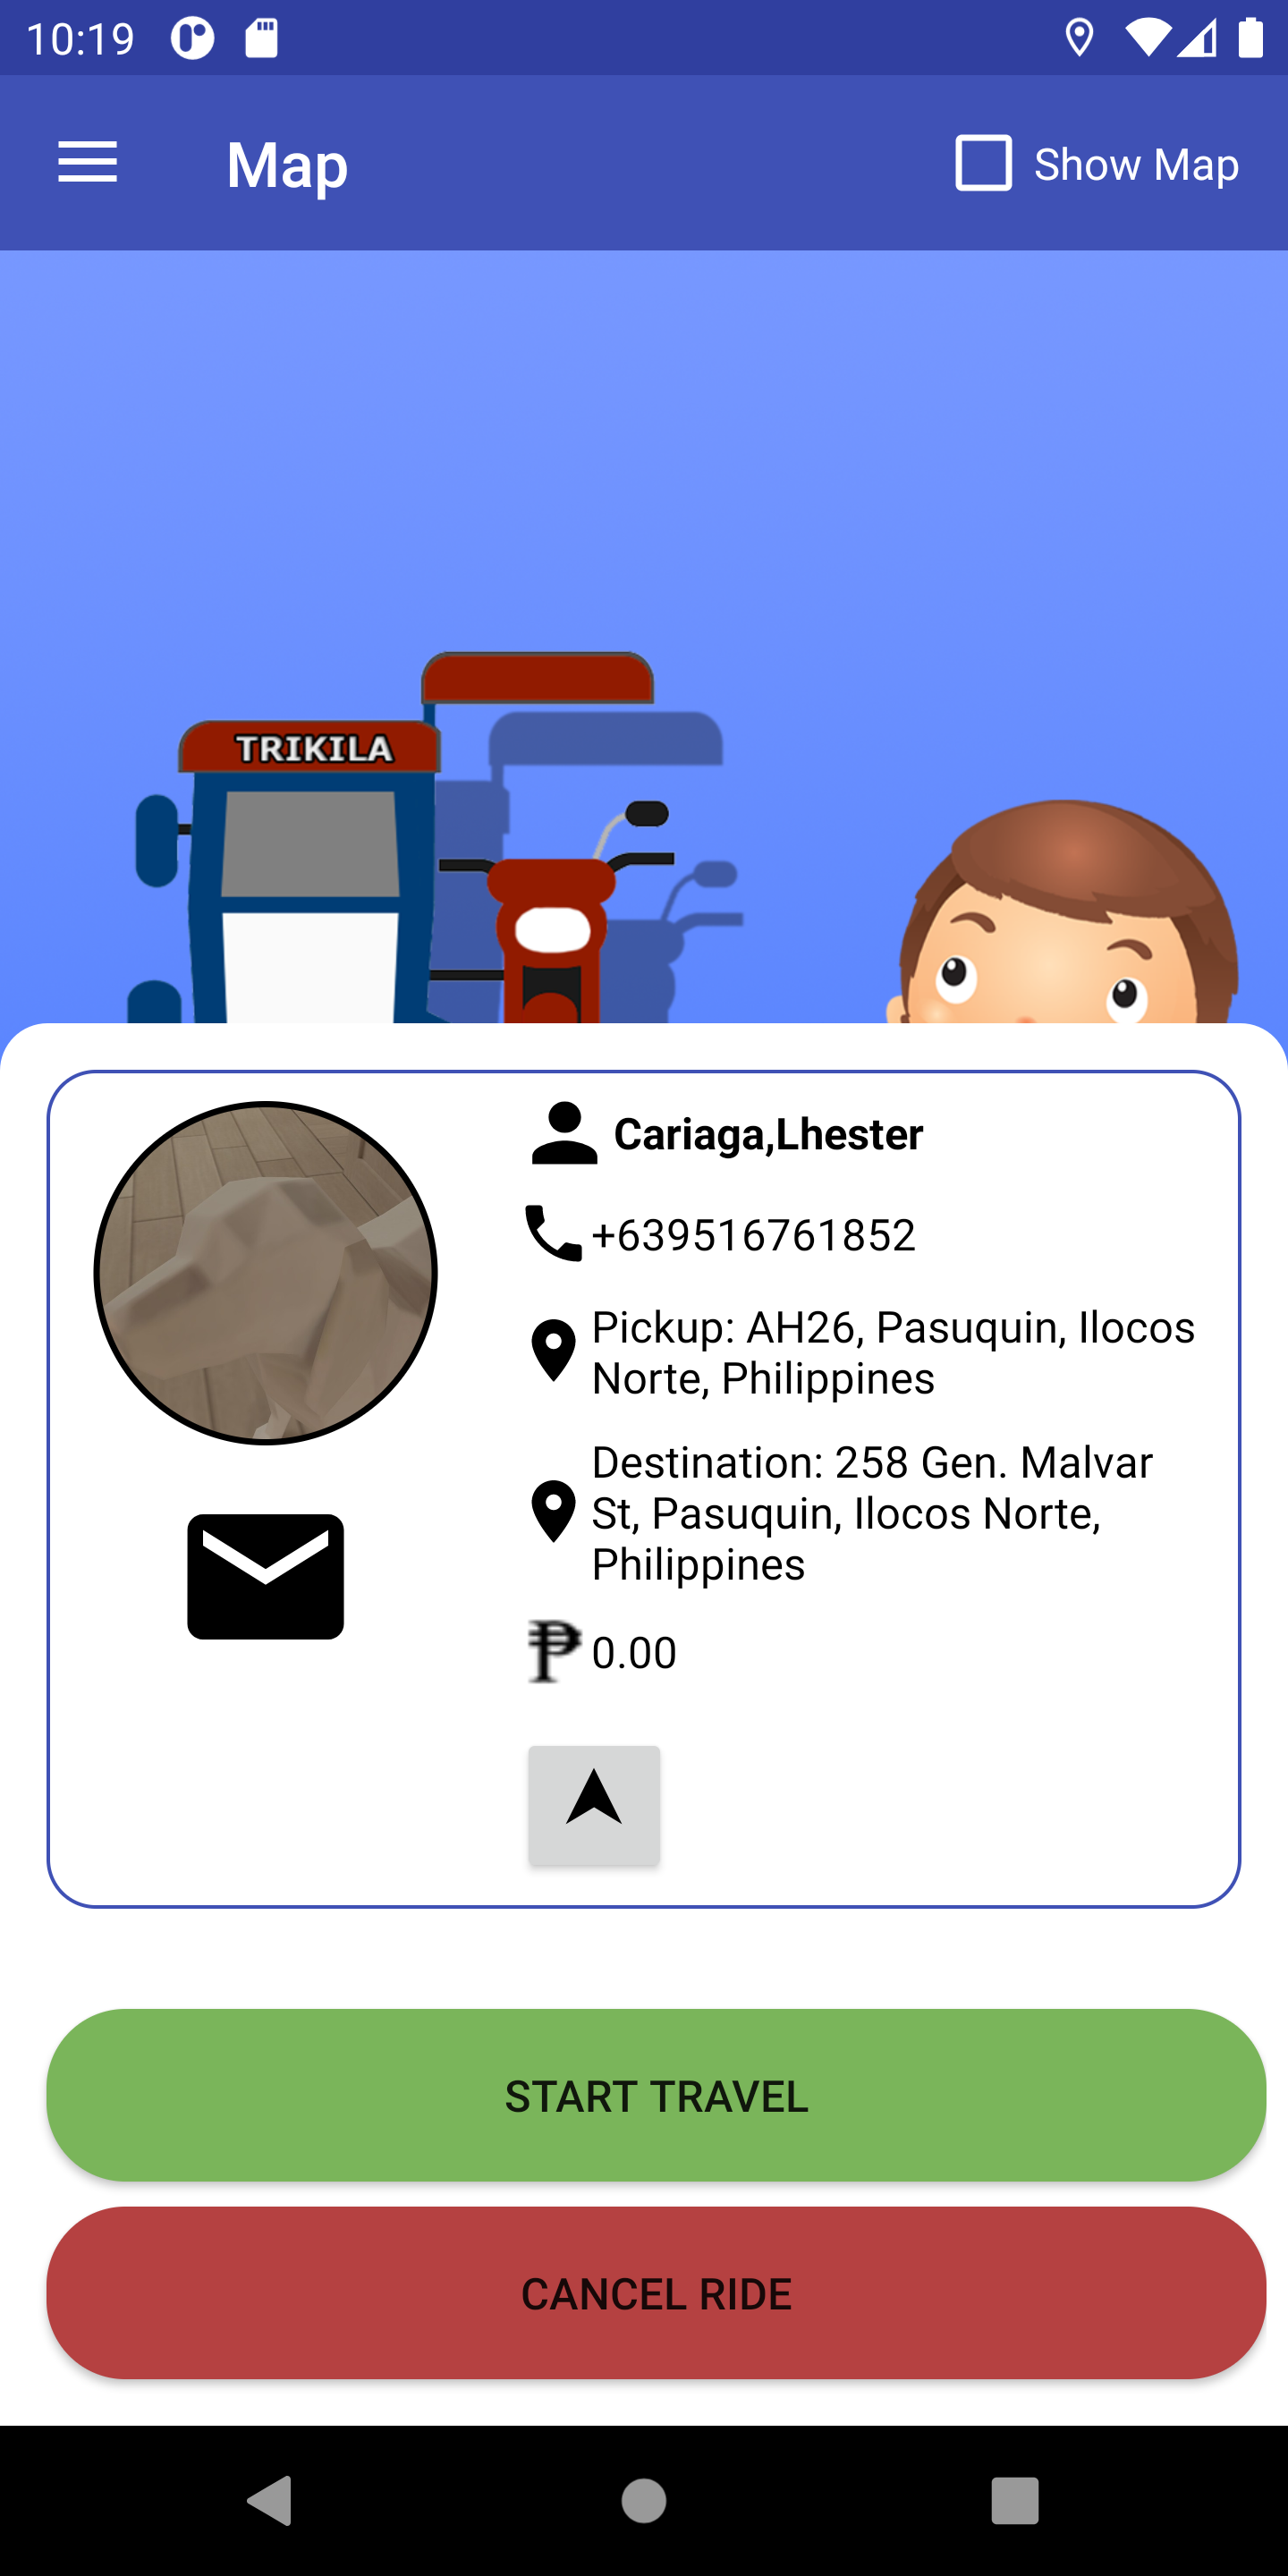 10:19
Map
Show Map
TRIKILA
Cariaga,Lhester
+639516761852
Pickup: AH26, Pasuquin, Ilocos
Norte, Philippines
Destination: 258 Gen. Malvar
St, Pasuquin, Ilocos Norte,
Philippines
₱ 0.00
START TRAVEL
CANCEL RIDE